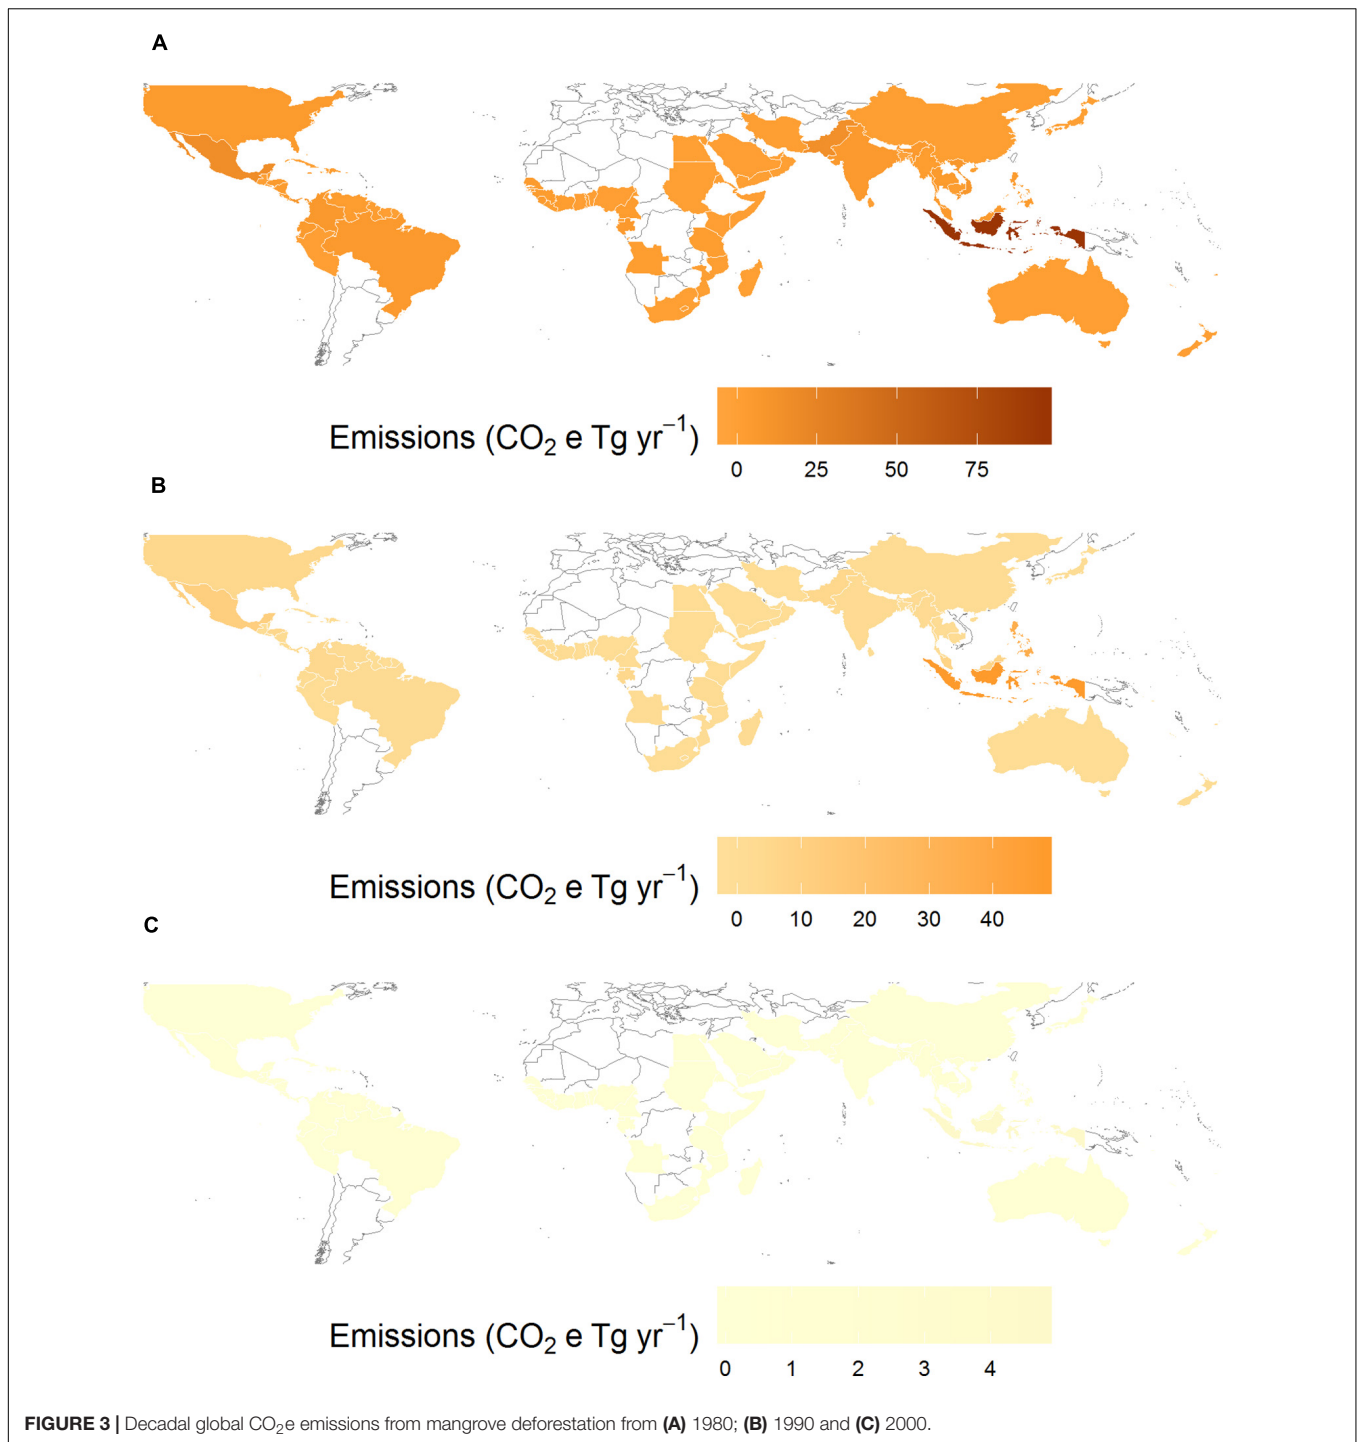 A
Emissions (CO₂ e Tg yr⁻¹)
0 25 50 75
B
Emissions (CO₂ e Tg yr⁻¹)
0 10 20 30 40
C
Emissions (CO₂ e Tg yr⁻¹)
0 1 2 3 4
FIGURE 3 | Decadal global CO₂e emissions from mangrove deforestation from (A) 1980; (B) 1990 and (C) 2000.